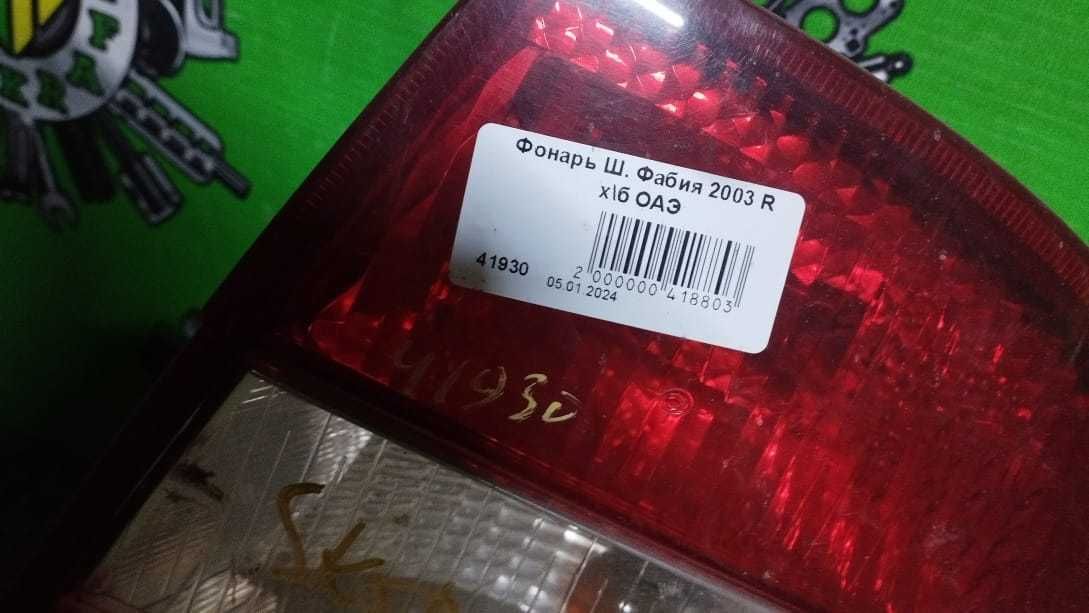 Фонарь Ш. Фабия 2003 R
х\б ОАЭ
41930
2 000000 418803
05.01.2024
41930